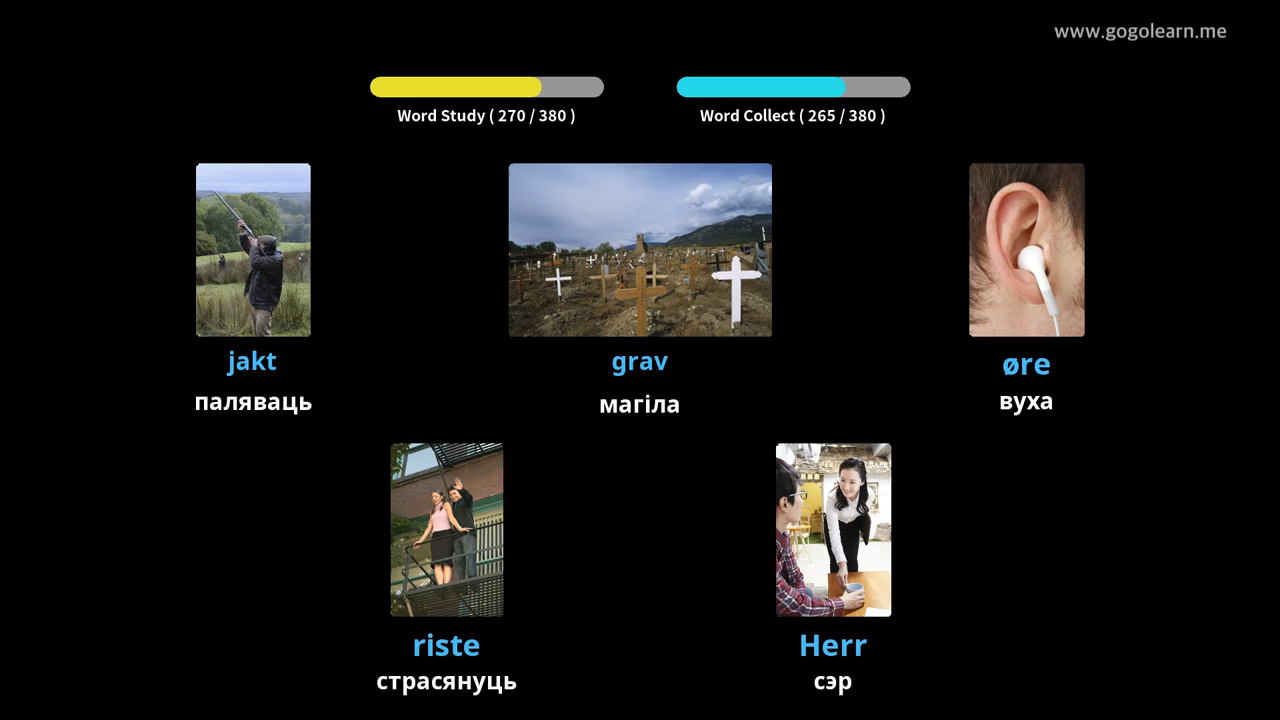 www.gogolearn.me
Word Study ( 270 / 380 )
Word Collect ( 265 / 380 )
jakt
паляваць
grav
магіла
øre
вуха
riste
страсянуць
Herr
сэр